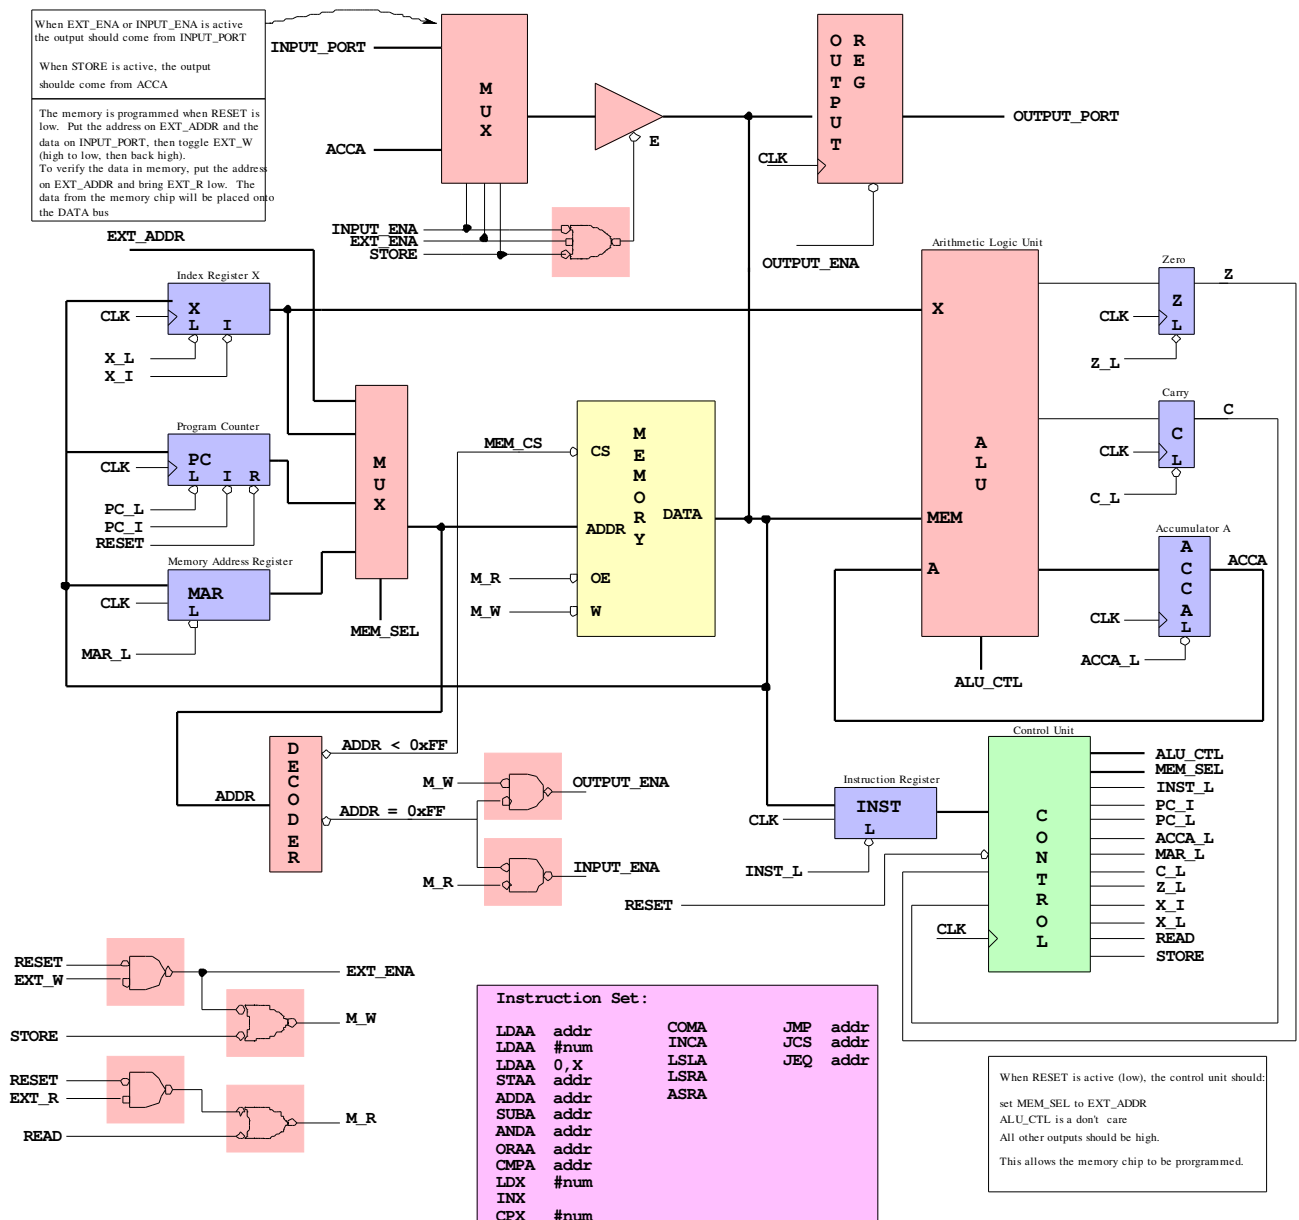 When EXT_ENA or INPUT_ENA is active
the output should come from INPUT_PORT
When STORE is active, the output
shoulde come from ACCA
The memory is programmed when RESET is
low. Put the address on EXT_ADDR and the
data on INPUT_PORT, then toggle EXT_W
(high to low, then back high).
To verify the data in memory, put the address
on EXT_ADDR and bring EXT_R low. The
data from the memory chip will be placed onto
the DATA bus
INPUT_PORT
ACCA
MUX
INPUT_ENA
EXT_ENA
STORE
E
OUTPUT
REG
CLK
OUTPUT_PORT
OUTPUT_ENA
EXT_ADDR
Index Register X
X
L I
CLK
X_L
X_I
Program Counter
PC
L I R
CLK
PC_L
PC_I
RESET
Memory Address Register
MAR
L
CLK
MAR_L
MUX
MEM_SEL
MEM_CS
CS
MEMORY
DATA
ADDR
OE
W
M_R
M_W
Arithmetic Logic Unit
X
ALU
MEM
A
ALU_CTL
Zero
Z
L
CLK
Z_L
Z
Carry
C
L
CLK
C_L
C
Accumulator A
ACCA
L
CLK
ACCA_L
ACCA
DECODER
ADDR
ADDR < 0xFF
ADDR = 0xFF
M_W
OUTPUT_ENA
M_R
INPUT_ENA
Instruction Register
INST
L
CLK
INST_L
RESET
Control Unit
CONTROL
CLK
ALU_CTL
MEM_SEL
INST_L
PC_I
PC_L
ACCA_L
MAR_L
C_L
Z_L
X_I
X_L
READ
STORE
RESET
EXT_W
EXT_ENA
STORE
M_W
RESET
EXT_R
READ
M_R
Instruction Set:
LDAA addr
LDAA #num
LDAA 0,X
STAA addr
ADDA addr
SUBA addr
ANDA addr
ORAA addr
CMPA addr
LDX #num
INX
CPX #num
COMA
INCA
LSLA
LSRA
ASRA
JMP addr
JCS addr
JEQ addr
When RESET is active (low), the control unit should:
set MEM_SEL to EXT_ADDR
ALU_CTL is a don't care
All other outputs should be high.
This allows the memory chip to be prorgrammed.